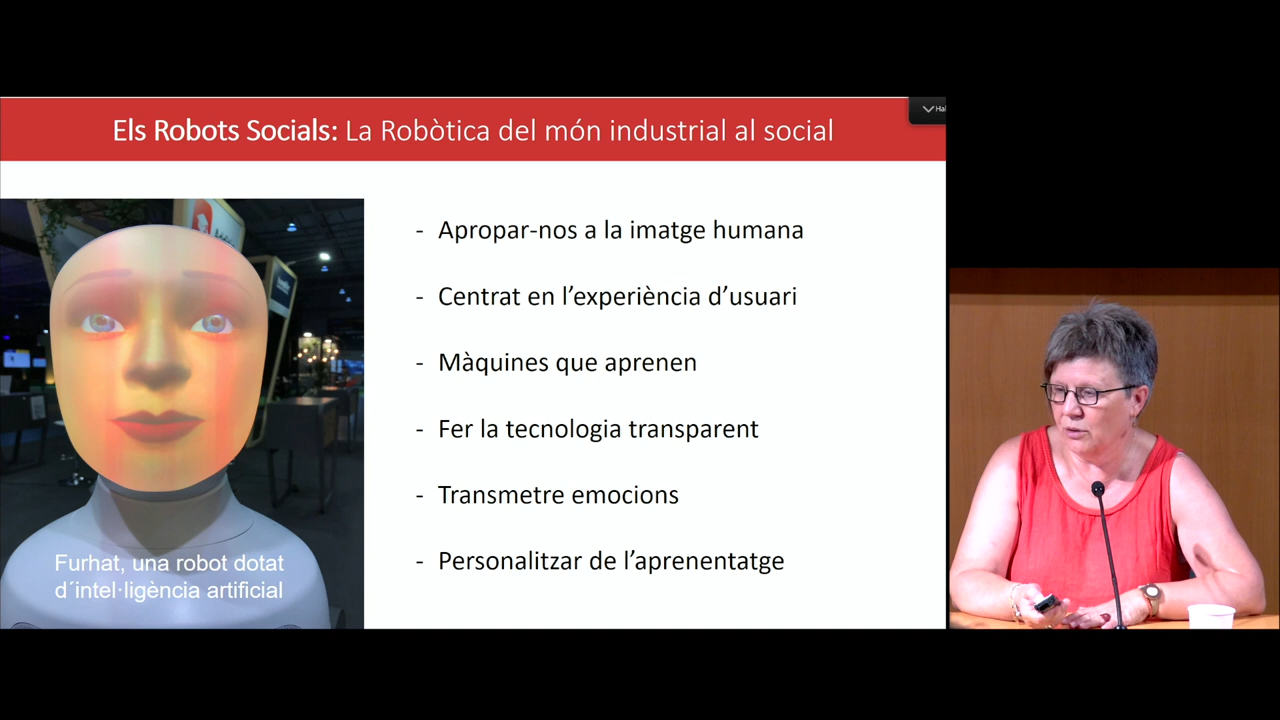 Els Robots Socials: La Robòtica del món industrial al social
- Apropar-nos a la imatge humana
- Centrat en l’experiència d’usuari
- Màquines que aprenen
- Fer la tecnologia transparent
- Transmetre emocions
- Personalitzar de l’aprenentatge
Furhat, una robot dotat
d´intel·ligència artificial